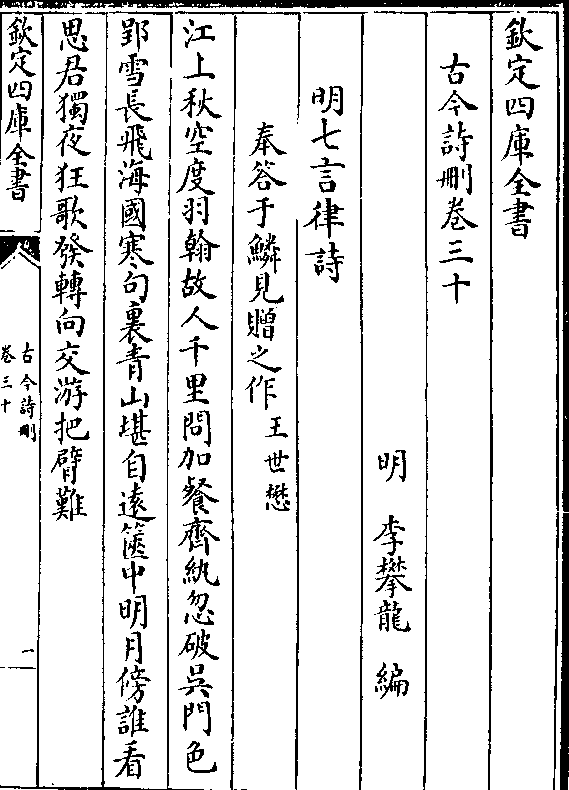 欽定四庫全書
古今詩刪卷三十
明 李攀龍 編
明七言律詩
奉答于鱗見贈之作 王世懋
江上秋空度羽翰故人千里問加餐齊紈忽破吳門色
郢雪長飛海國寒句裏青山堪自遠篋中明月傍誰看
思君獨夜狂歌發轉向交游把臂難
欽定四庫全書
古今詩刪
卷三十
一